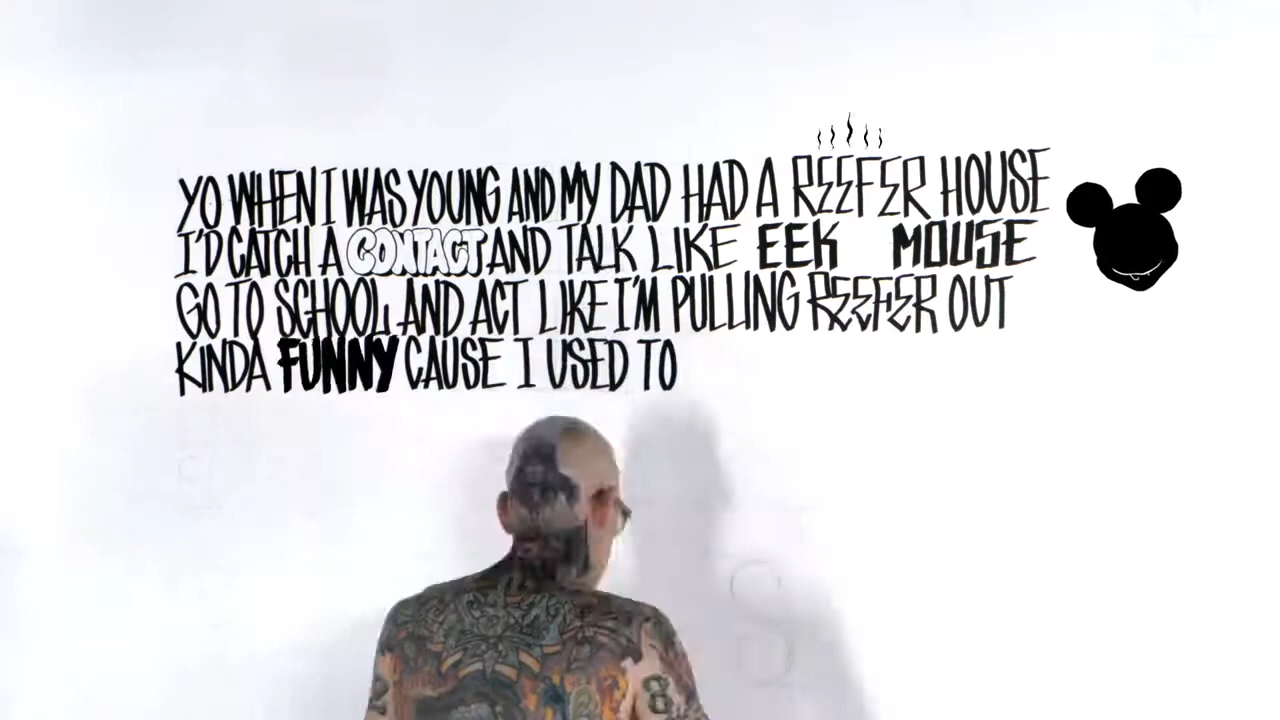 YO WHEN I WAS YOUNG AND MY DAD HAD A REEFER HOUSE
I'D CATCH A CONTACT AND TALK LIKE EEK MOUSE
GO TO SCHOOL AND ACT LIKE I'M PULLING REEFER OUT
KINDA FUNNY CAUSE I USED TO
8